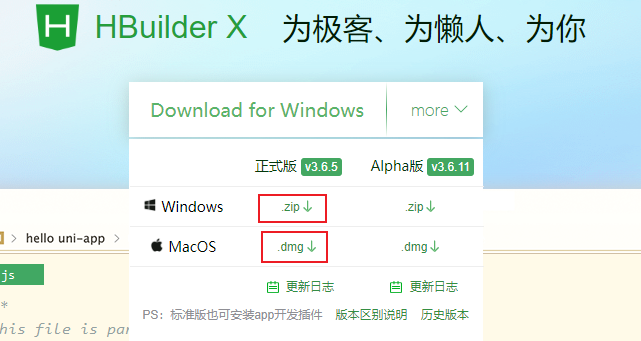 H HBuilder X 为极客、为懒人、为你
Download for Windows more
正式版 v3.6.5 Alpha版 v3.6.11
Windows .zip .zip
hello uni-app
MacOS .dmg .dmg
js
更新日志 更新日志
*
his file is par
PS：标准版也可安装app开发插件 版本区别说明 历史版本